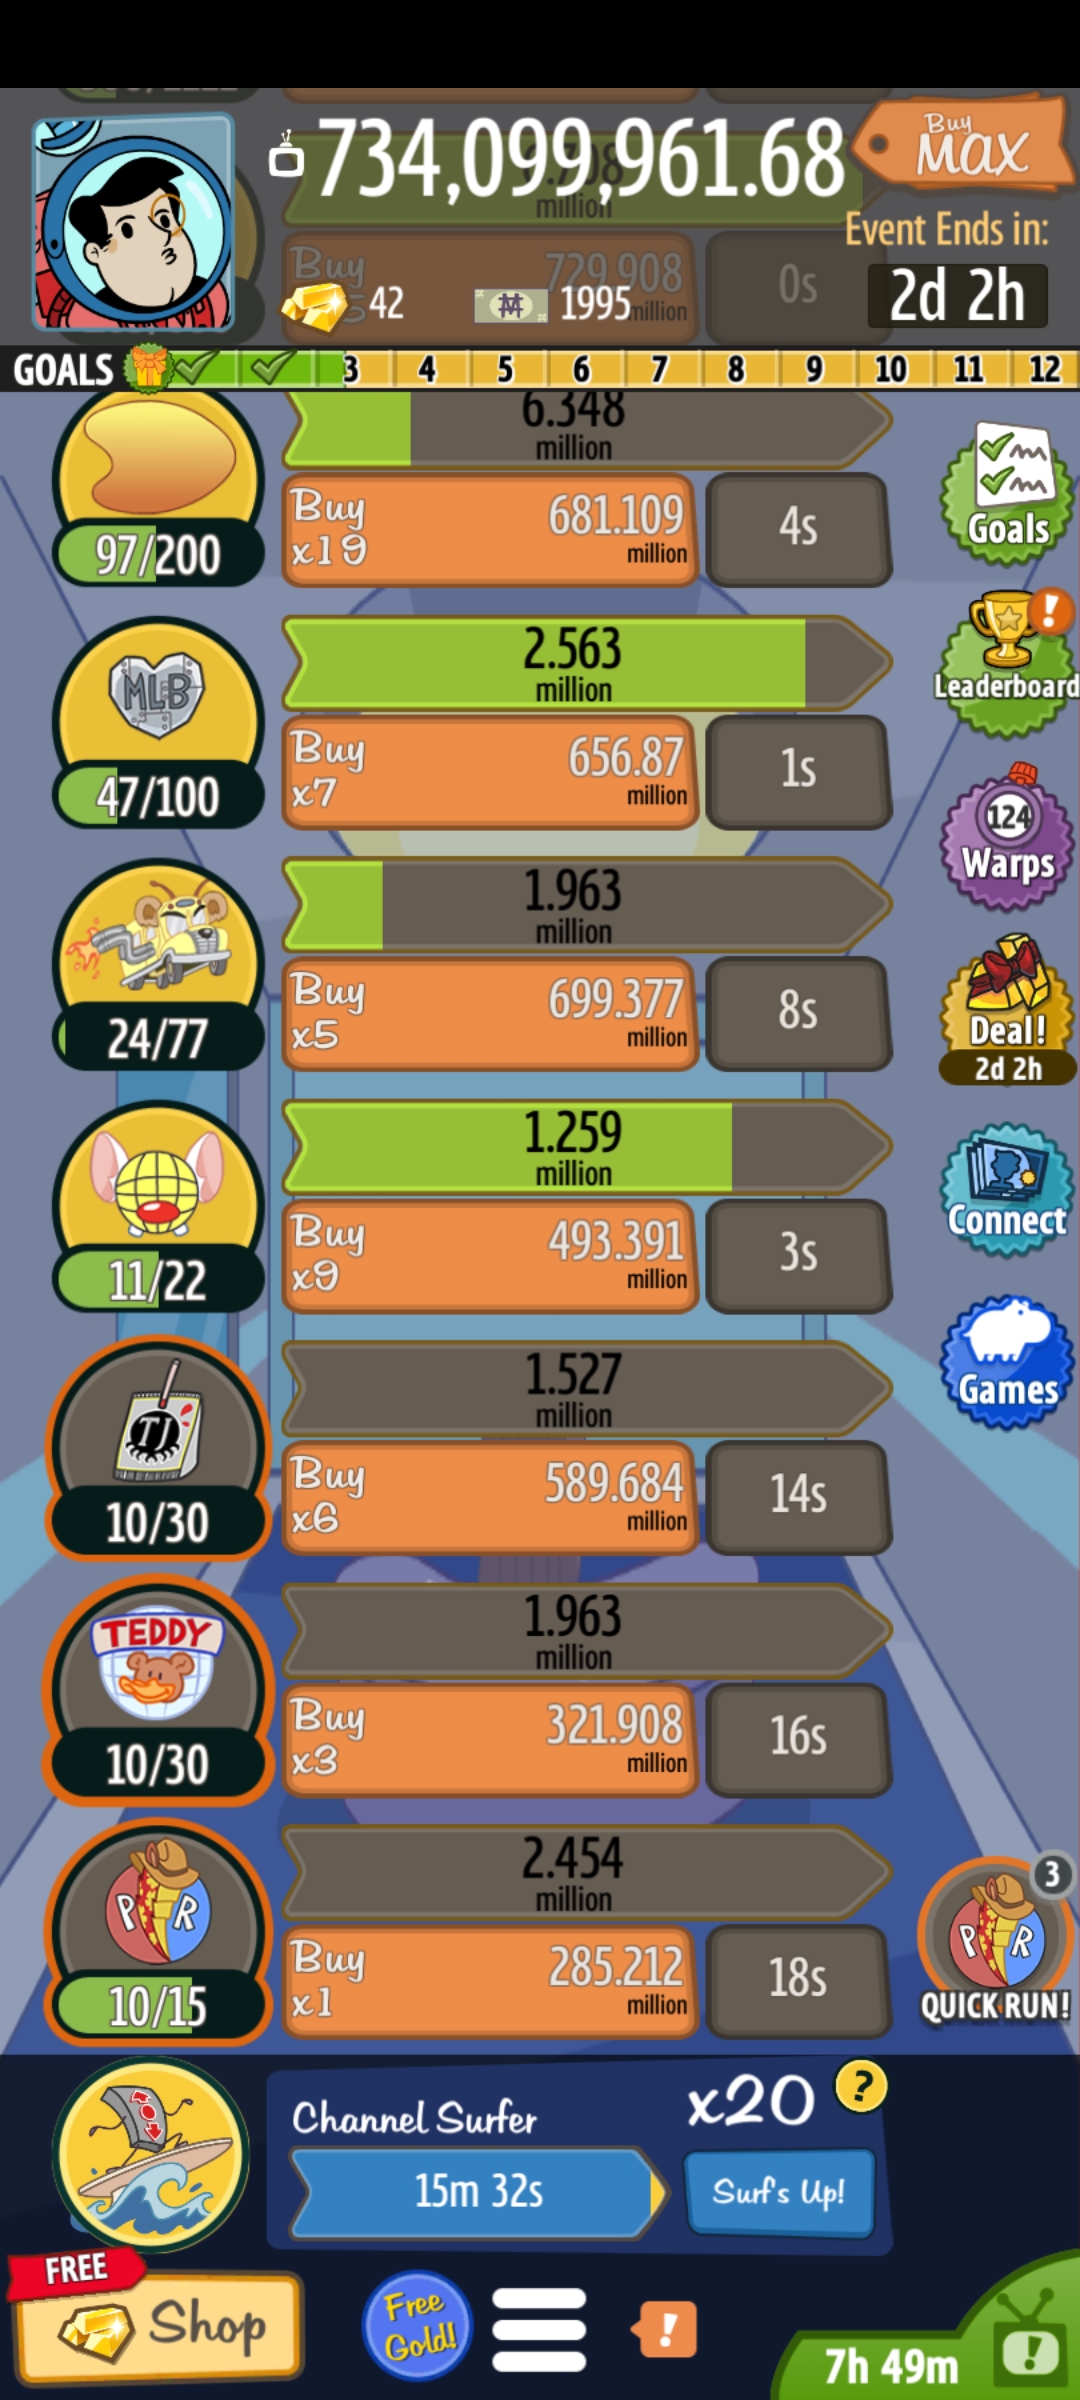 734,099,961.68
Buy
MAX
million
Event Ends in:
2d 2h
Buy
729.908
million
0s
42
1995
GOALS
3 4 5 6 7 8 9 10 11 12
6.348
million
Buy
x19
681.109
million
4s
97/200
Goals
MLB
2.563
million
Buy
x7
656.87
million
1s
47/100
Leaderboard
!
1.963
million
Buy
x5
699.377
million
8s
24/77
124
Warps
Deal!
2d 2h
1.259
million
Buy
x9
493.391
million
3s
11/22
Connect
TJ
1.527
million
Buy
x6
589.684
million
14s
10/30
Games
TEDDY
1.963
million
Buy
x3
321.908
million
16s
10/30
P R
2.454
million
Buy
x1
285.212
million
18s
10/15
3
P R
QUICK RUN!
Channel Surfer
x20
?
15m 32s
Surf's Up!
FREE
Shop
Free
Gold!
!
7h 49m
!